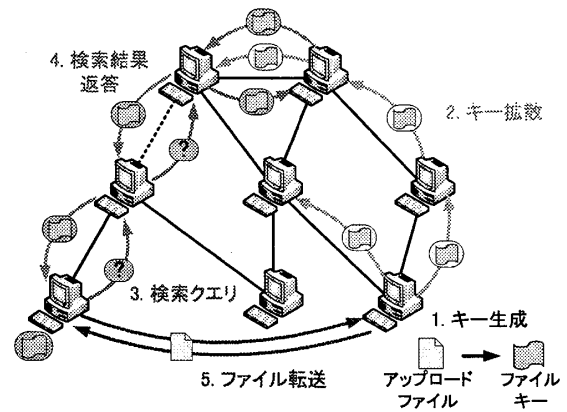 4. 検索結果
返答
2. キー拡散
?
?
3. 検索クエリ
1. キー生成
5. ファイル転送
アップロード
ファイル
ファイル
キー